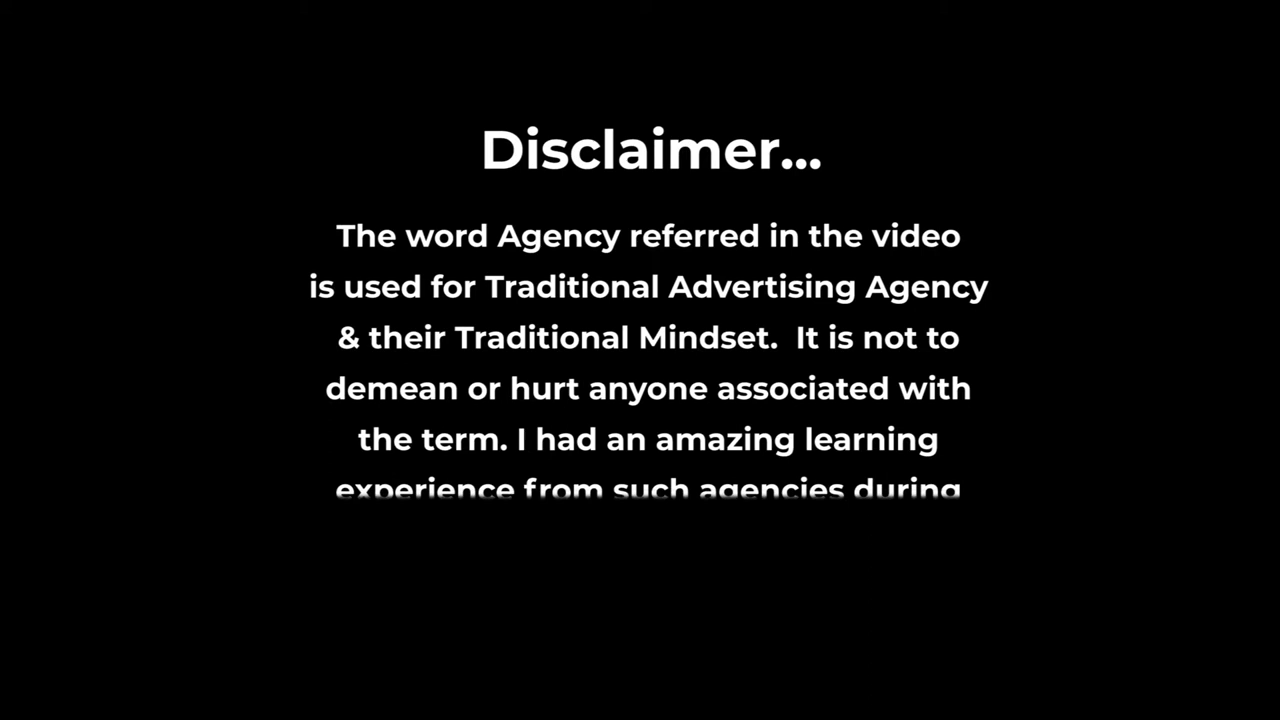 Disclaimer...
The word Agency referred in the video
is used for Traditional Advertising Agency
& their Traditional Mindset.  It is not to
demean or hurt anyone associated with
the term. I had an amazing learning
experience from such agencies during